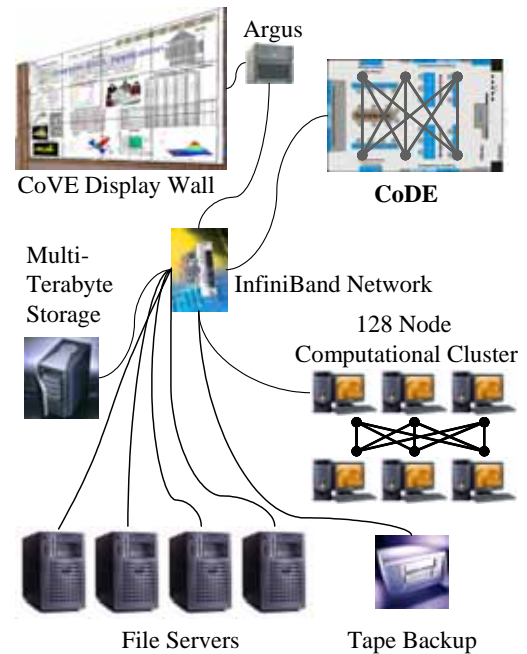 Argus
CoVE Display Wall
CoDE
Multi-
Terabyte
Storage
InfiniBand Network
128 Node
Computational Cluster
File Servers
Tape Backup